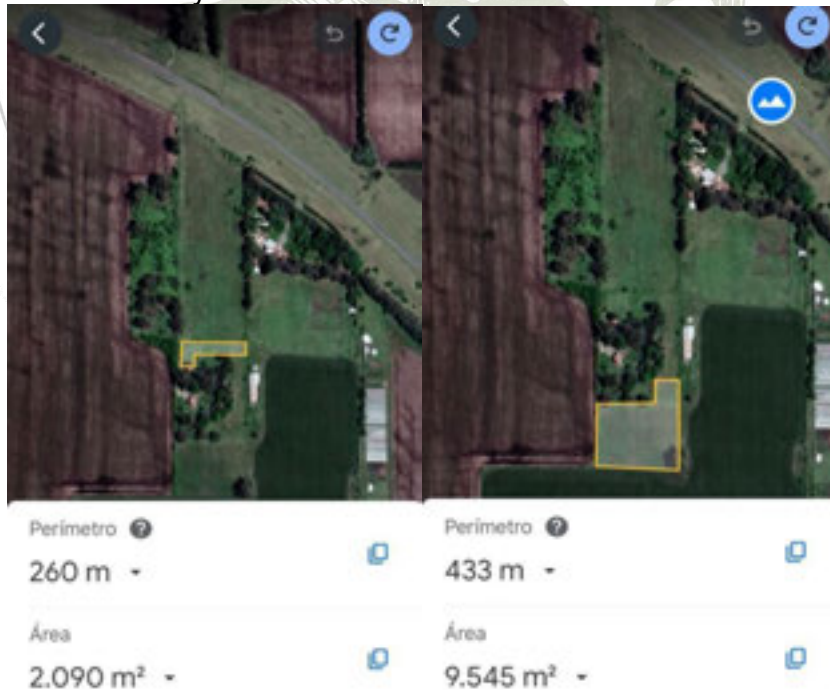 Perímetro ?
260 m
Área
2.090 m²
Perímetro ?
433 m
Área
9.545 m²